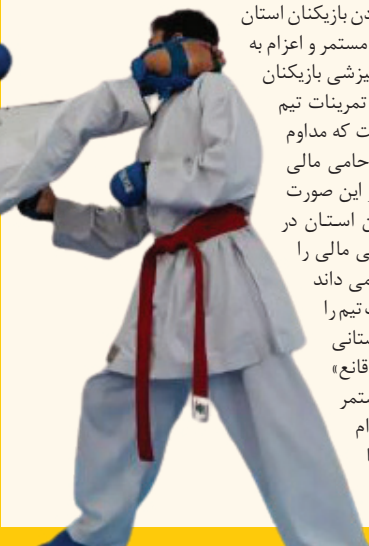 دن بازیکنان استان
مستمر و اعزام به
یزشی بازیکنان
تمرینات تیم
ت که مداوم
حامی مالی
این صورت
ن استان در
ی مالی را
می داند
تیم را
ستانی
قانع»
ستمر
ام
ا